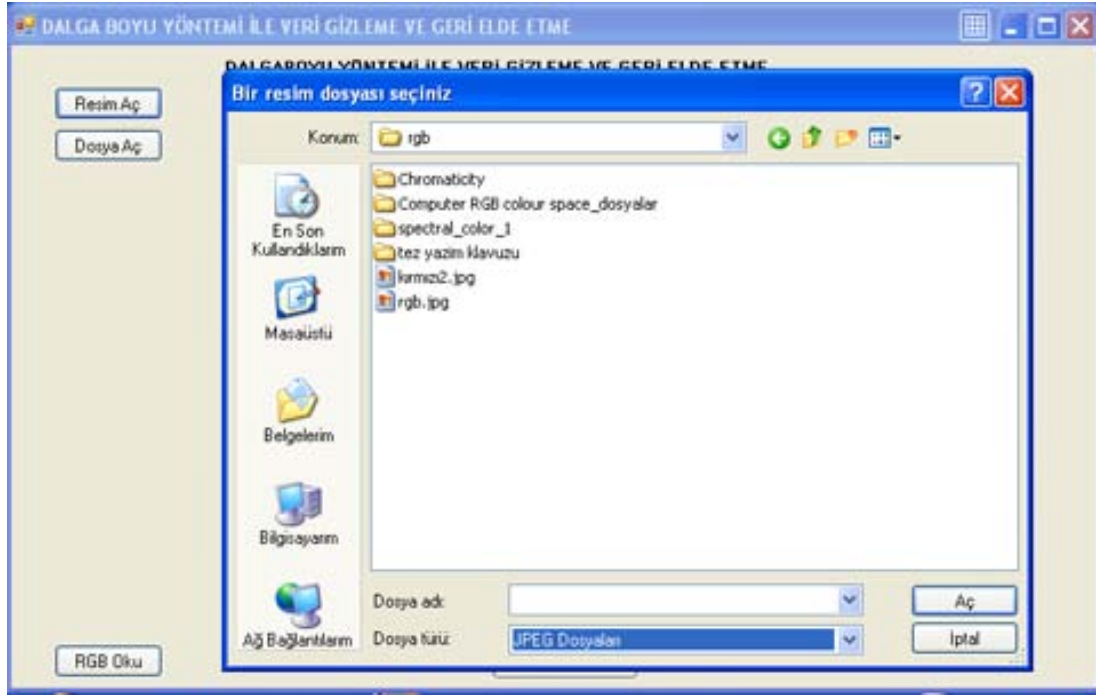 DALGA BOYU YÖNTEMİ İLE VERİ GİZLEME VE GERİ ELDE ETME
DALGABOYU YÖNTEMİ İLE VERİ GİZLEME VE GERİ ELDE ETME
Resim Aç
Dosya Aç
Bir resim dosyası seçiniz
Konum:
rgb
En Son Kullandıklarım
Masaüstü
Belgelerim
Bilgisayarım
Ağ Bağlantılarım
Chromaticity
Computer RGB colour space_dosyalar
spectral_color_1
tez yazim klavuzu
kırmızı2.jpg
rgb.jpg
Dosya adı:
Aç
Dosya türü:
JPEG Dosyaları
İptal
RGB Oku